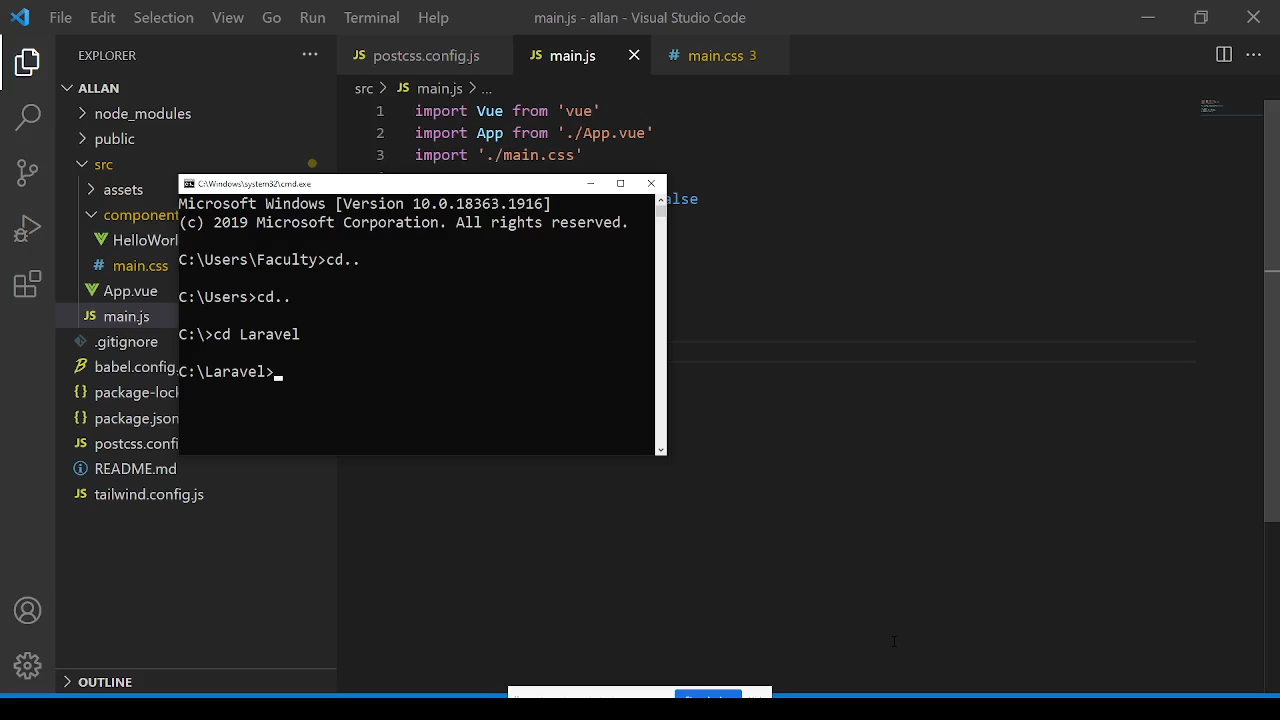 File Edit Selection View Go Run Terminal Help
main.js - allan - Visual Studio Code
EXPLORER
ALLAN
node_modules
public
src
assets
component
HelloWorl
main.css
App.vue
main.js
.gitignore
babel.config.
package-lock
package.json
postcss.confi
README.md
tailwind.config.js
OUTLINE
postcss.config.js
main.js
main.css 3
src > main.js > ...
1 import Vue from 'vue'
2 import App from './App.vue'
3 import './main.css'
alse
C:\Windows\system32\cmd.exe
Microsoft Windows [Version 10.0.18363.1916]
(c) 2019 Microsoft Corporation. All rights reserved.
C:\Users\Faculty>cd..
C:\Users>cd..
C:\>cd Laravel
C:\Laravel>